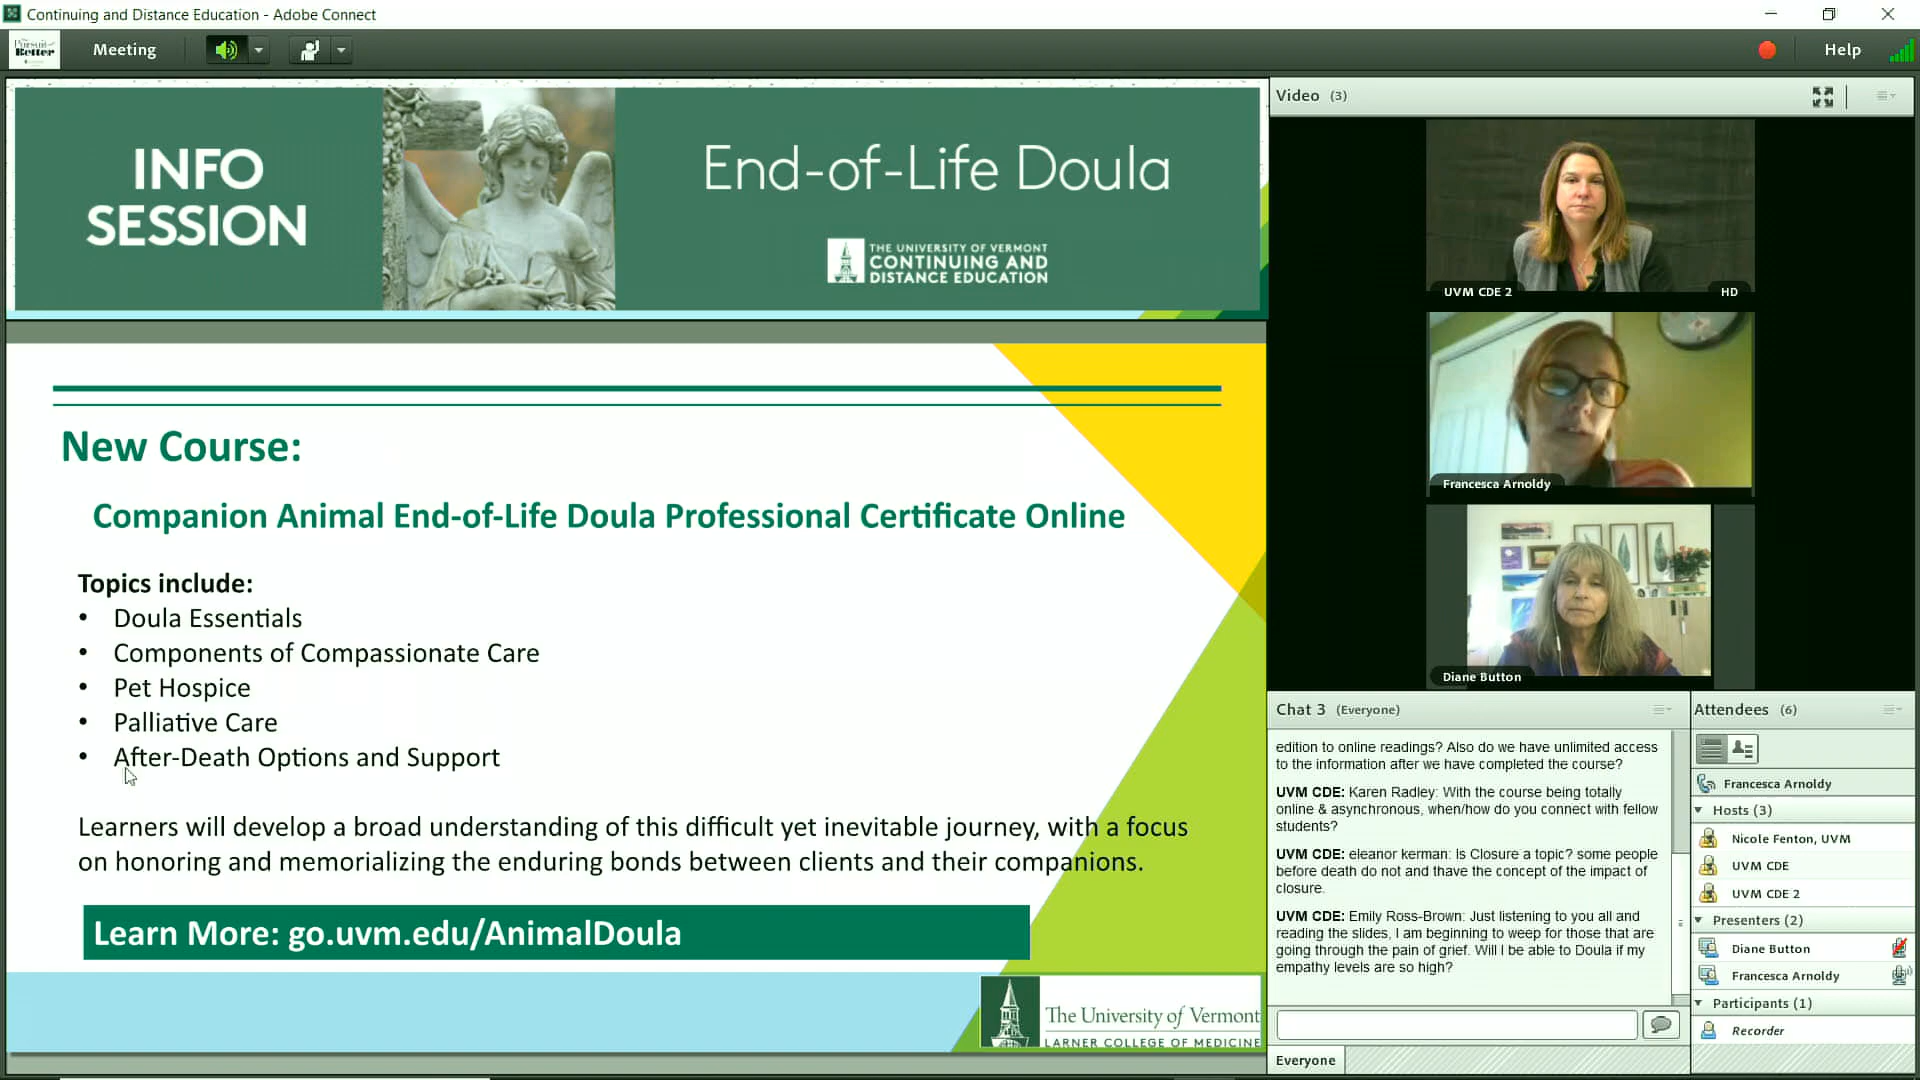 Continuing and Distance Education - Adobe Connect
Pursuit
Better
Meeting
Help
INFO
SESSION
End-of-Life Doula
THE UNIVERSITY OF VERMONT
CONTINUING AND
DISTANCE EDUCATION
New Course:
Companion Animal End-of-Life Doula Professional Certificate Online
Topics include:
• Doula Essentials
• Components of Compassionate Care
• Pet Hospice
• Palliative Care
• After-Death Options and Support
Learners will develop a broad understanding of this difficult yet inevitable journey, with a focus
on honoring and memorializing the enduring bonds between clients and their companions.
Learn More: go.uvm.edu/AnimalDoula
The University of Vermont
LARNER COLLEGE OF MEDICINE
Video (3)
UVM CDE 2
HD
Francesca Arnoldy
Diane Button
Chat 3 (Everyone)
edition to online readings? Also do we have unlimited access
to the information after we have completed the course?
UVM CDE: Karen Radley: With the course being totally
online & asynchronous, when/how do you connect with fellow
students?
UVM CDE: eleanor kerman: Is Closure a topic? some people
before death do not and thave the concept of the impact of
closure.
UVM CDE: Emily Ross-Brown: Just listening to you all and
reading the slides, I am beginning to weep for those that are
going through the pain of grief. Will I be able to Doula if my
empathy levels are so high?
Everyone
Attendees (6)
Francesca Arnoldy
Hosts (3)
Nicole Fenton, UVM
UVM CDE
UVM CDE 2
Presenters (2)
Diane Button
Francesca Arnoldy
Participants (1)
Recorder